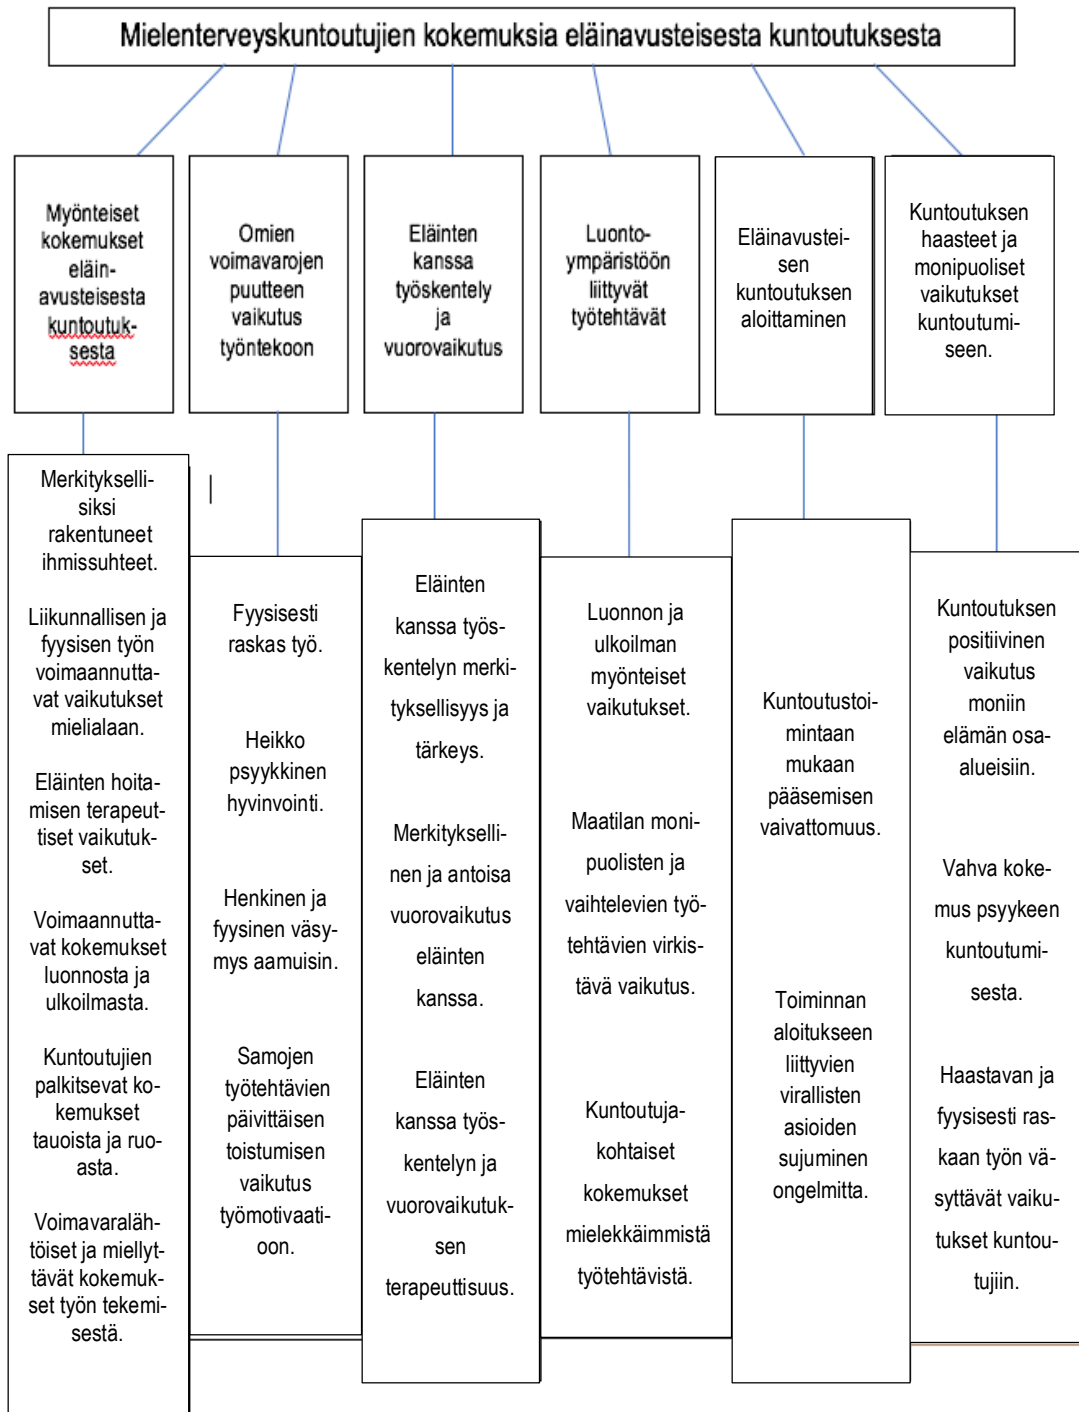 Mielenterveyskuntoutujien kokemuksia eläinavusteisesta kuntoutuksesta
Myönteiset
kokemukset
eläin-
avusteisesta
kuntoutuk-
sesta
Omien
voimavarojen
puutteen
vaikutus
työntekoon
Eläinten
kanssa
työskentely
ja
vuorovaikutus
Luonto-
ympäristöön
liittyvät
työtehtävät
Eläinavustei-
sen
kuntoutuksen
aloittaminen
Kuntoutuksen
haasteet ja
monipuoliset
vaikutukset
kuntoutumi-
seen.
Merkitykselli-
siksi
rakentuneet
ihmissuhteet.
Liikunnallisen ja
fyysisen työn
voimaannutta-
vat vaikutukset
mielialaan.
Eläinten hoita-
misen terapeut-
tiset vaikutuk-
set.
Voimaannutta-
vat kokemukset
luonnosta ja
ulkoilmasta.
Kuntoutujien
palkitsevat ko-
kemukset
tauoista ja ruo-
asta.
Voimavaraläh-
töiset ja miellyt-
tävät kokemuk-
set työn tekemi-
sestä.
Fyysisesti
raskas työ.
Heikko
psyykkinen
hyvinvointi.
Henkinen ja
fyysinen väsy-
mys aamuisin.
Samojen
työtehtävien
päivittäisen
toistumisen
vaikutus
työmotivaati-
oon.
Eläinten
kanssa työs-
kentelyn merki-
tyksellisyys ja
tärkeys.
Merkitykselli-
nen ja antoisa
vuorovaikutus
eläinten
kanssa.
Eläinten
kanssa työs-
kentelyn ja
vuorovaikutuk-
sen
terapeuttisuus.
Luonnon ja
ulkoilman
myönteiset
vaikutukset.
Maatilan moni-
puolisten ja
vaihtelevien työ-
tehtävien virkis-
tävä vaikutus.
Kuntoutuja-
kohtaiset
kokemukset
mielekkäimmistä
työtehtävistä.
Kuntoutustoi-
mintaan
mukaan
pääsemisen
vaivattomuus.
Toiminnan
aloitukseen
liittyvien
virallisten
asioiden
sujuminen
ongelmitta.
Kuntoutuksen
positiivinen
vaikutus
moniin
elämän osa-
alueisiin.
Vahva koke-
mus psyykeen
kuntoutumi-
sesta.
Haastavan ja
fyysisesti ras-
kaan työn vä-
syttävät vaiku-
tukset kuntou-
tujiin.